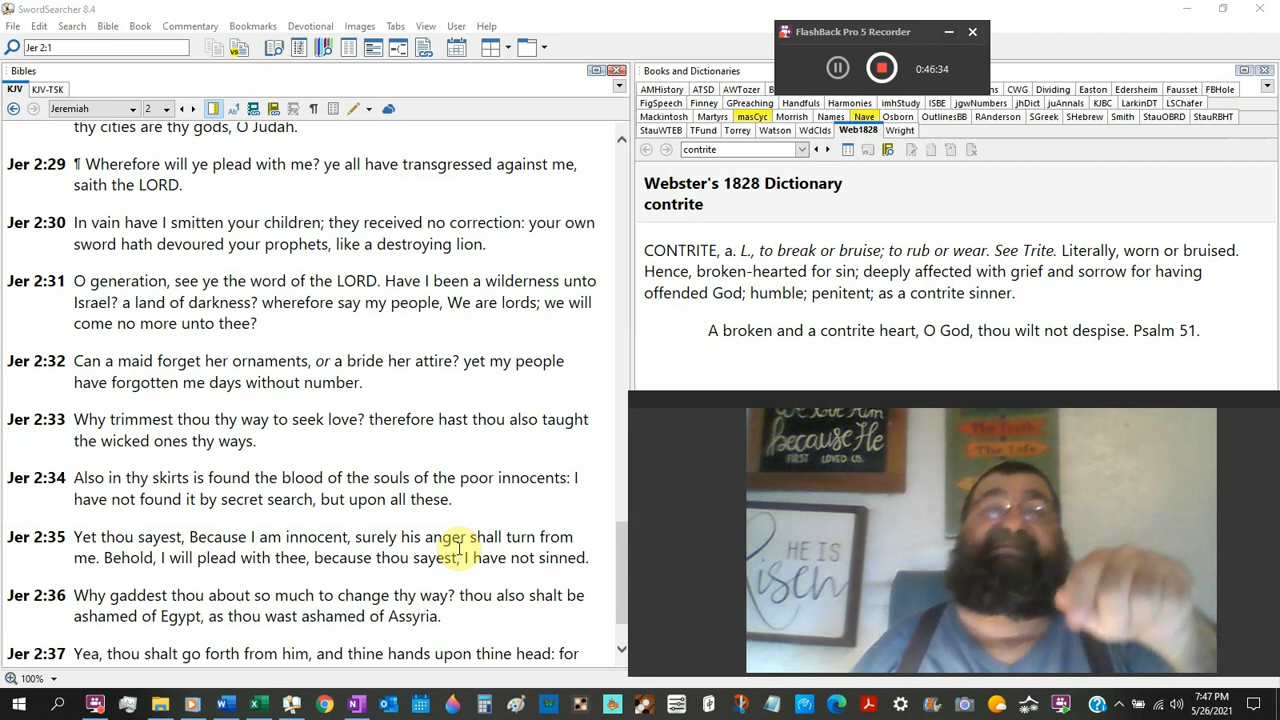 SwordSearcher 8.4
File Edit Search Bible Book Commentary Bookmarks Devotional Images Tabs View User Help
Jer 2:1
FlashBack Pro 5 Recorder
0:46:34
Bibles
KJV KJV-TSK
Jeremiah 2
thy cities are thy gods, O Judah.
Jer 2:29 ¶ Wherefore will ye plead with me? ye all have transgressed against me,
saith the LORD.
Jer 2:30 In vain have I smitten your children; they received no correction: your own
sword hath devoured your prophets, like a destroying lion.
Jer 2:31 O generation, see ye the word of the LORD. Have I been a wilderness unto
Israel? a land of darkness? wherefore say my people, We are lords; we will
come no more unto thee?
Jer 2:32 Can a maid forget her ornaments, or a bride her attire? yet my people
have forgotten me days without number.
Jer 2:33 Why trimmest thou thy way to seek love? therefore hast thou also taught
the wicked ones thy ways.
Jer 2:34 Also in thy skirts is found the blood of the souls of the poor innocents: I
have not found it by secret search, but upon all these.
Jer 2:35 Yet thou sayest, Because I am innocent, surely his anger shall turn from
me. Behold, I will plead with thee, because thou sayest, I have not sinned.
Jer 2:36 Why gaddest thou about so much to change thy way? thou also shalt be
ashamed of Egypt, as thou wast ashamed of Assyria.
Jer 2:37 Yea, thou shalt go forth from him, and thine hands upon thine head: for
100%
Books and Dictionaries
AMHistory ATSD AWTozer CWG Dividing Easton Edersheim Fausset FBHole
FigSpeech Finney GPreaching Handfuls Harmonies imhStudy ISBE jgwNumbers jhDict juAnnals KJBC LarkinDT LSChafer
Mackintosh Martyrs masCyc Morrish Names Nave Osborn OutlinesBB RAnderson SGreek SHebrew Smith StauOBRD StauRBHT
StauWTEB TFund Torrey Watson WdClds Web1828 Wright
contrite
Webster's 1828 Dictionary
contrite
CONTRITE, a. L., to break or bruise; to rub or wear. See Trite. Literally, worn or bruised.
Hence, broken-hearted for sin; deeply affected with grief and sorrow for having
offended God; humble; penitent; as a contrite sinner.
A broken and a contrite heart, O God, thou wilt not despise. Psalm 51.
We love Him
because He
FIRST LOVED US.
The Truth
The Life
HE IS
Risen
7:47 PM
5/26/2021